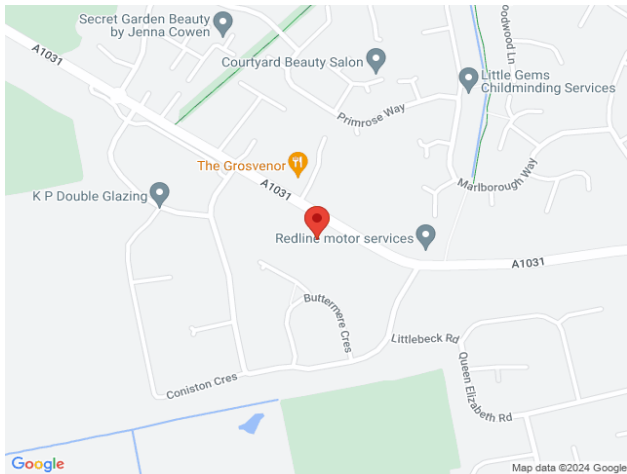 Secret Garden Beauty
by Jenna Cowen
A1031
Courtyard Beauty Salon
oodwood Ln
Little Gems
Childminding Services
Primrose Way
The Grosvenor
A1031
Marlborough Way
K P Double Glazing
Redline motor services
A1031
Buttermere Cres
Littlebeck Rd
Queen Elizabeth Rd
Coniston Cres
Google
Map data ©2024 Google